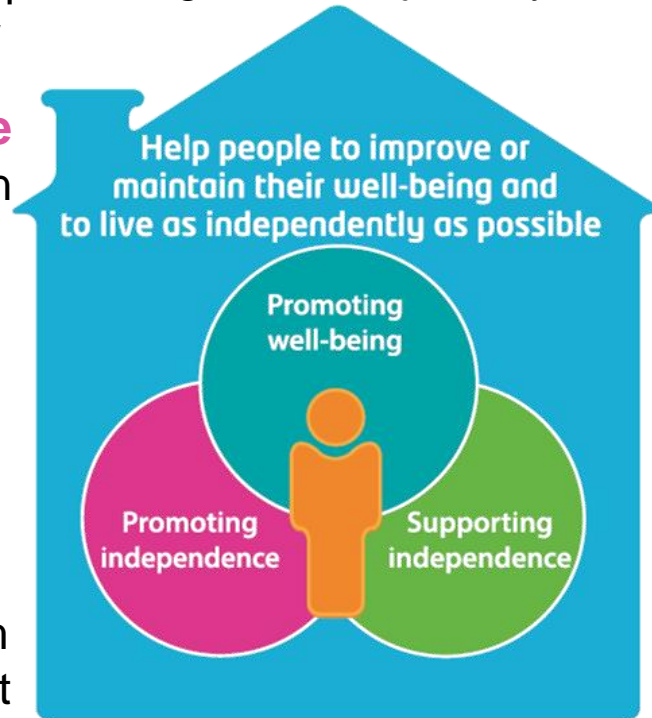 Help people to improve or
maintain their well-being and
to live as independently as possible
Promoting
well-being
Promoting
independence
Supporting
independence